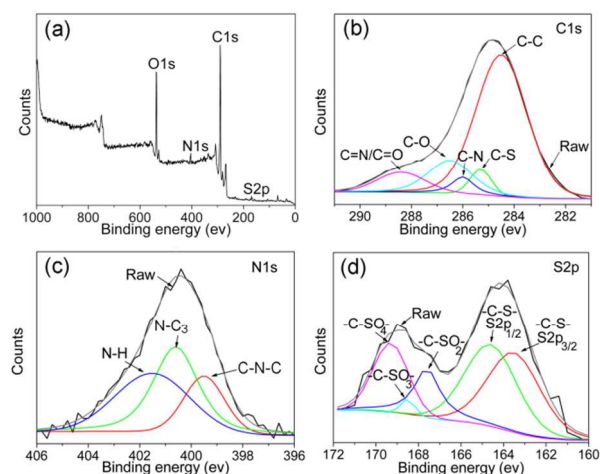 (a)
C1s
O1s
N1s
S2p
Counts
1000 800 600 400 200 0
Binding energy (ev)
(b)
C1s
C-C
C-O
C=N/C=O
C-N
C-S
Raw
Counts
290 288 286 284 282
Binding energy (ev)
(c)
N1s
Raw
N-C3
N-H
C-N-C
Counts
406 404 402 400 398 396
Binding energy (ev)
(d)
S2p
-C-SO4-
Raw
-C-SO2-
-C-SO3-
-C-S-
S2p1/2
-C-S-
S2p3/2
Counts
172 170 168 166 164 162 160
Binding energy (ev)